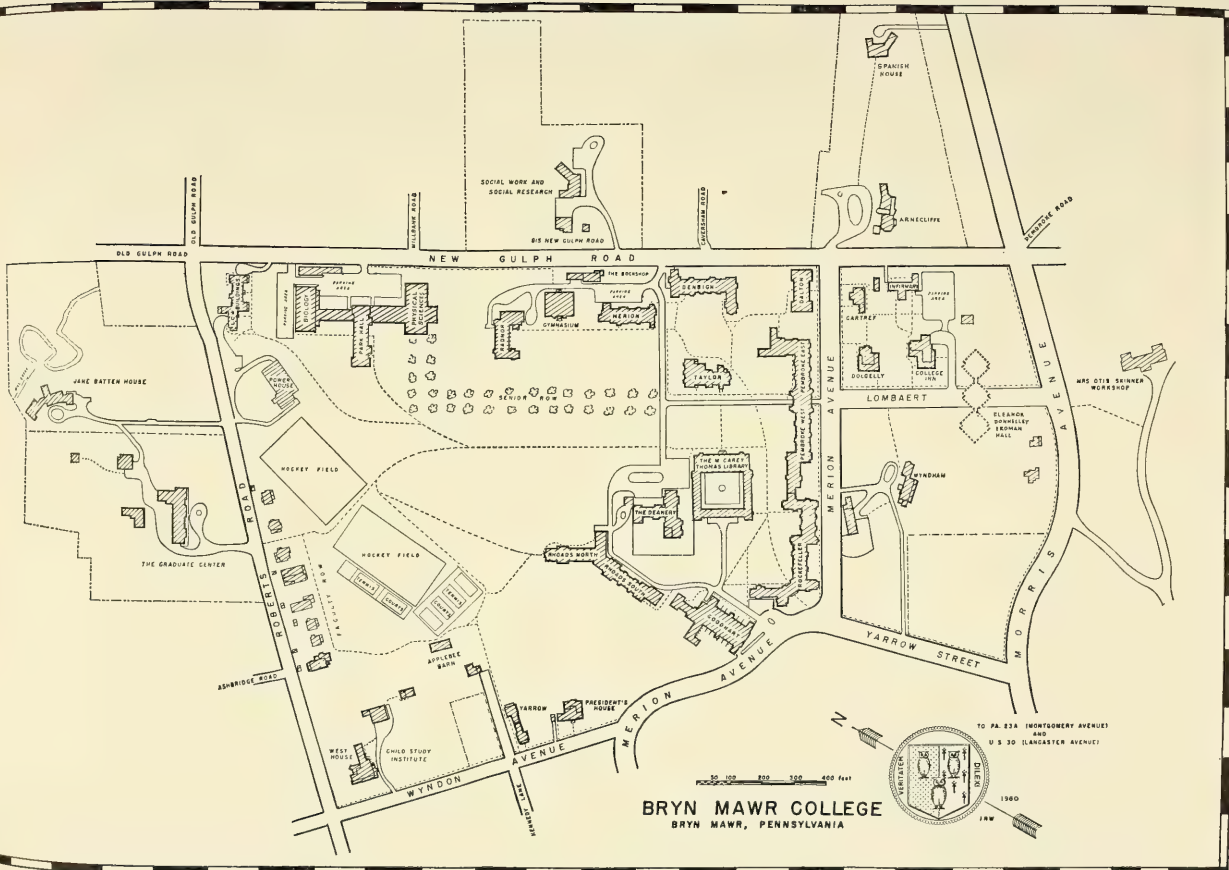 SPANISH
HOUSE
SOCIAL WORK AND
SOCIAL RESEARCH
815 NEW GULPH ROAD
OLD GULPH ROAD
MILLBANK ROAD
CAVERSHAM ROAD
ARNECLIFFE
PEMBROKE ROAD
OLD GULPH ROAD
NEW GULPH ROAD
BUILDINGS
PARKING AREA
PARKING
AREA
BIOLOGY
PARK HALL
PHYSICAL
SCIENCES
RADNOR
GYMNASIUM
THE BOOKSHOP
PARKING
AREA
MERION
DENBIGH
DALTON
INFIRMARY
PARKING
AREA
CARTREF
DOLGELLY
COLLEGE
INN
JANE BATTEN HOUSE
POWER
HOUSE
SENIOR ROW
TAYLOR
PEMBROKE EAST
PEMBROKE WEST
MERION AVENUE
LOMBAERT
ELEANOR
DONNELLEY
ERDMAN
HALL
MRS OTIS SKINNER
WORKSHOP
MORRIS AVENUE
HOCKEY FIELD
THE M CAREY
THOMAS LIBRARY
WYNDHAM
THE DEANERY
THE GRADUATE CENTER
ROBERTS ROAD
FACULTY ROW
HOCKEY FIELD
TENNIS
COURTS
TENNIS
COURTS
RHOADS NORTH
RHOADS SOUTH
ROCKEFELLER
GOODHART
APPLEBEE
BARN
YARROW STREET
ASHBRIDGE ROAD
MERION AVENUE
YARROW
PRESIDENT'S
HOUSE
WEST
HOUSE
CHILD STUDY
INSTITUTE
WYNDON AVENUE
KENNEDY LANE
N
TO PA. 23A (MONTGOMERY AVENUE)
AND
U S 30 (LANCASTER AVENUE)
VERITATEM
DILEXI
50 100 200 300 400 feet
BRYN MAWR COLLEGE
BRYN MAWR, PENNSYLVANIA
1960
JRW